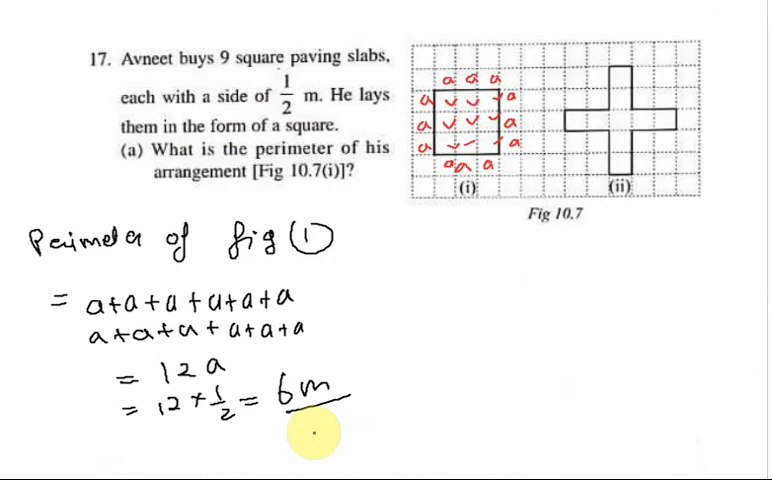 17. Avneet buys 9 square paving slabs,
each with a side of 1/2 m. He lays
them in the form of a square.
(a) What is the perimeter of his
arrangement [Fig 10.7(i)]?
a a a
a a
a a
a a
a a a
(i)
(ii)
Fig 10.7
Perimeter of fig (1)
= a+a+a+a+a+a
a+a+a+a+a+a
= 12a
= 12 × 1/2 = 6m